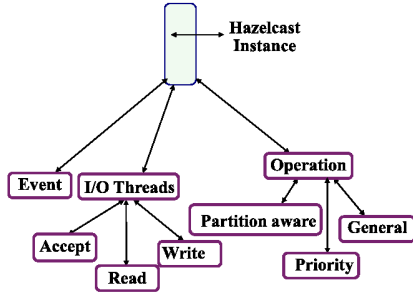 Hazelcast
Instance
Event
I/O Threads
Operation
Accept
Read
Write
Partition aware
Priority
General